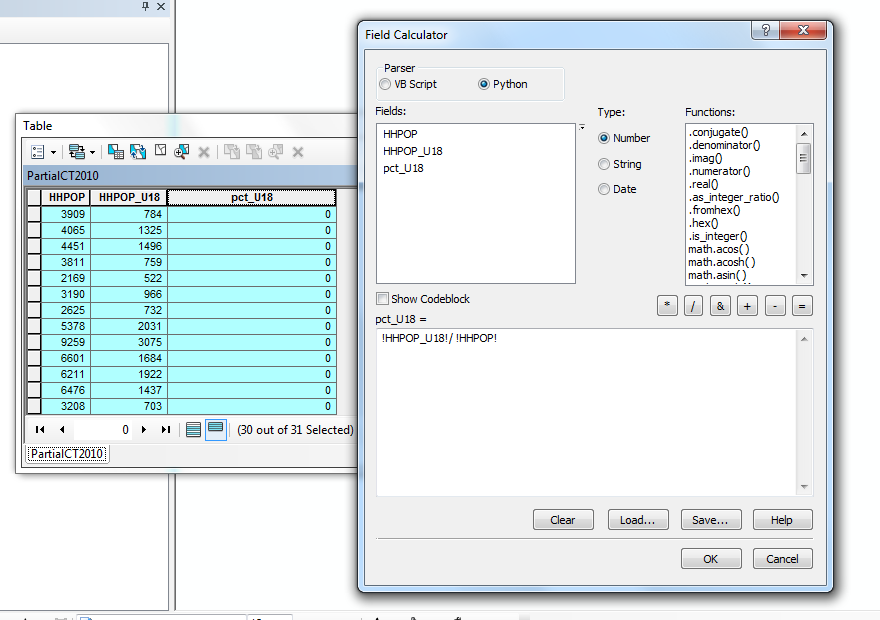 Field Calculator
Parser
VB Script
Python
Fields:
Type:
Functions:
HHPOP
HHPOP_U18
pct_U18
Number
String
Date
.conjugate()
.denominator()
.imag()
.numerator()
.real()
.as_integer_ratio()
.fromhex()
.hex()
.is_integer()
math.acos( )
math.acosh( )
math.asin( )
Show Codeblock
* / & + - =
pct_U18 =
!HHPOP_U18!/ !HHPOP!
Clear Load... Save... Help
OK Cancel
Table
PartialCT2010
HHPOP HHPOP_U18 pct_U18
3909 784 0
4065 1325 0
4451 1496 0
3811 759 0
2169 522 0
3190 966 0
2625 732 0
5378 2031 0
9259 3075 0
6601 1684 0
6211 1922 0
6476 1437 0
3208 703 0
0 (30 out of 31 Selected)
PartialCT2010